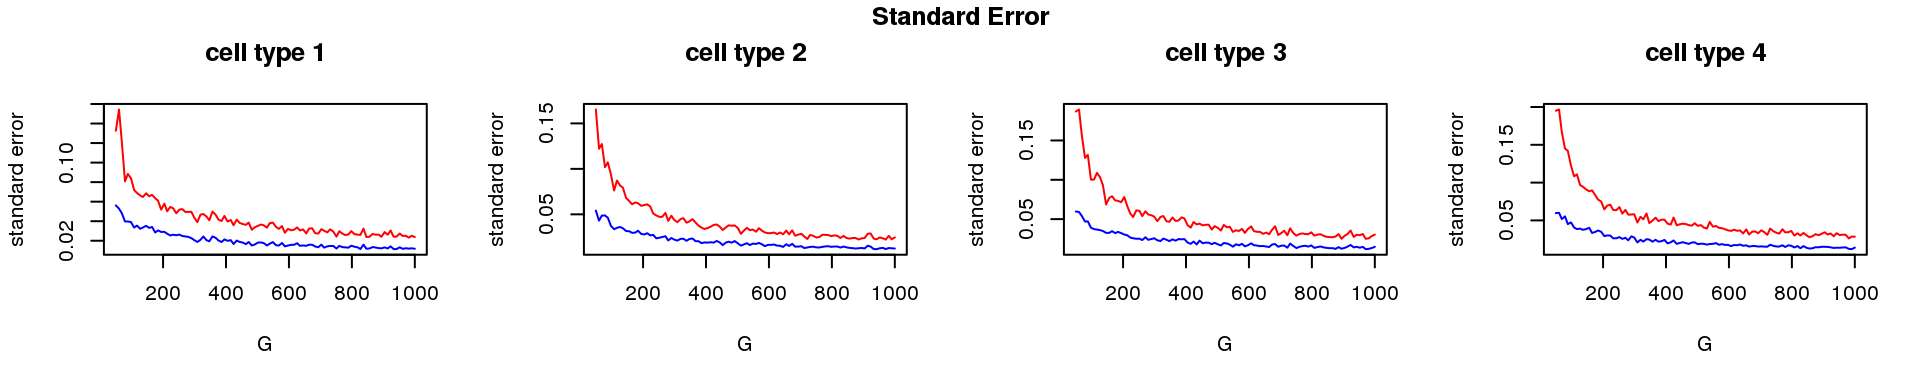 Standard Error
cell type 1
cell type 2
cell type 3
cell type 4
standard error
0.02
0.10
200 400 600 800 1000
G
standard error
0.05
0.15
200 400 600 800 1000
G
standard error
0.05
0.15
200 400 600 800 1000
G
standard error
0.05
0.15
200 400 600 800 1000
G